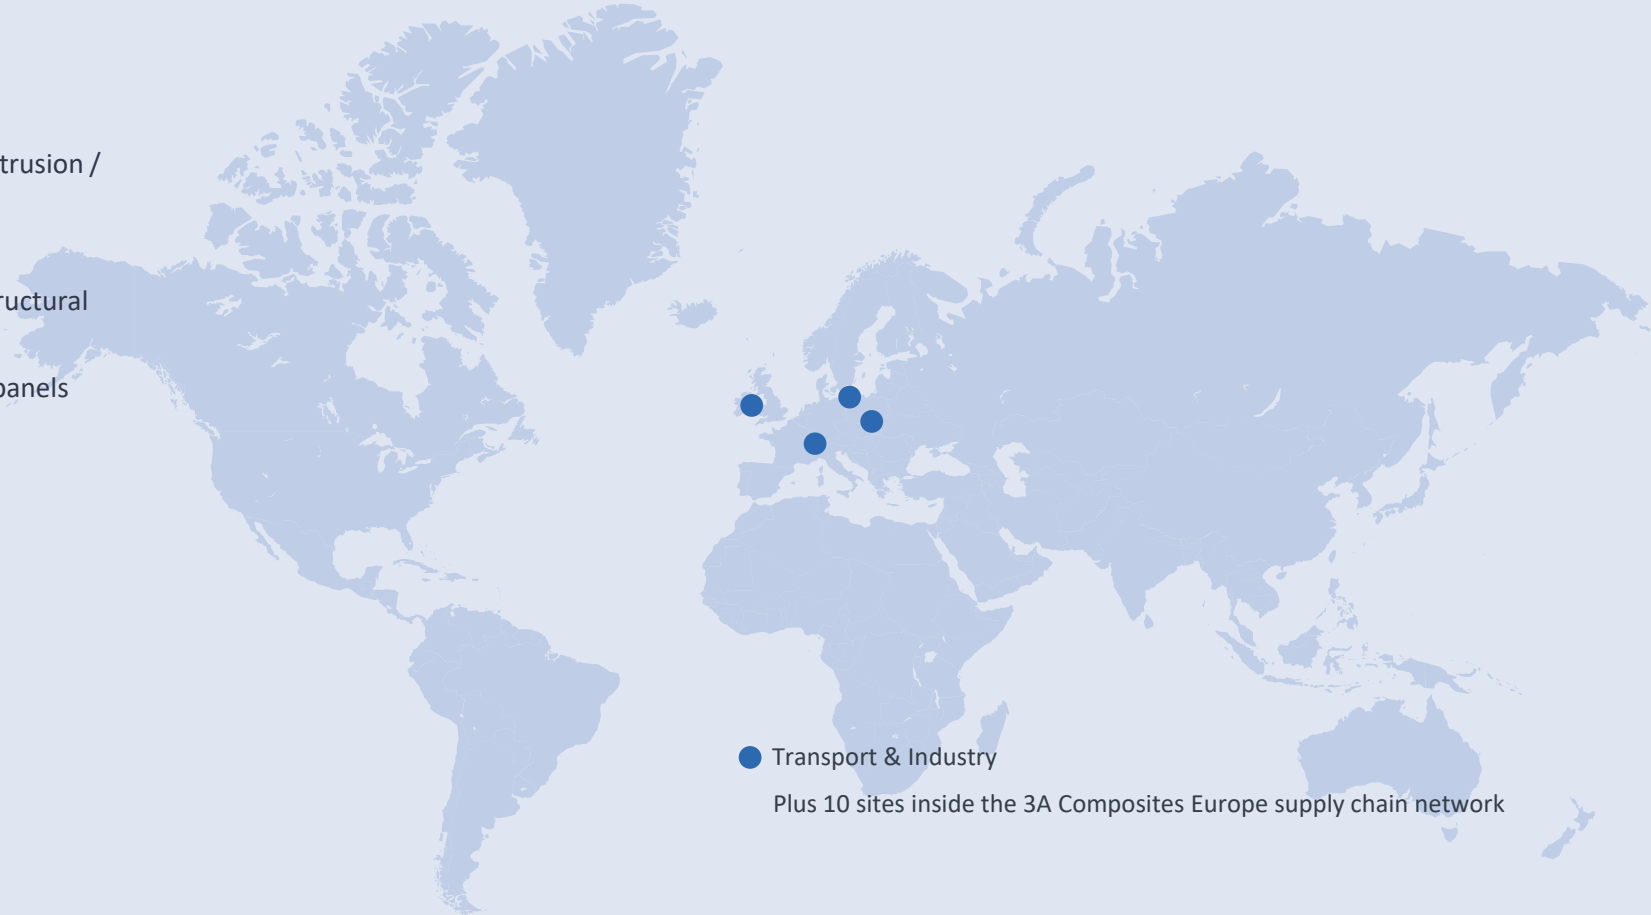 trusion /
ructural
panels
Transport & Industry
Plus 10 sites inside the 3A Composites Europe supply chain network